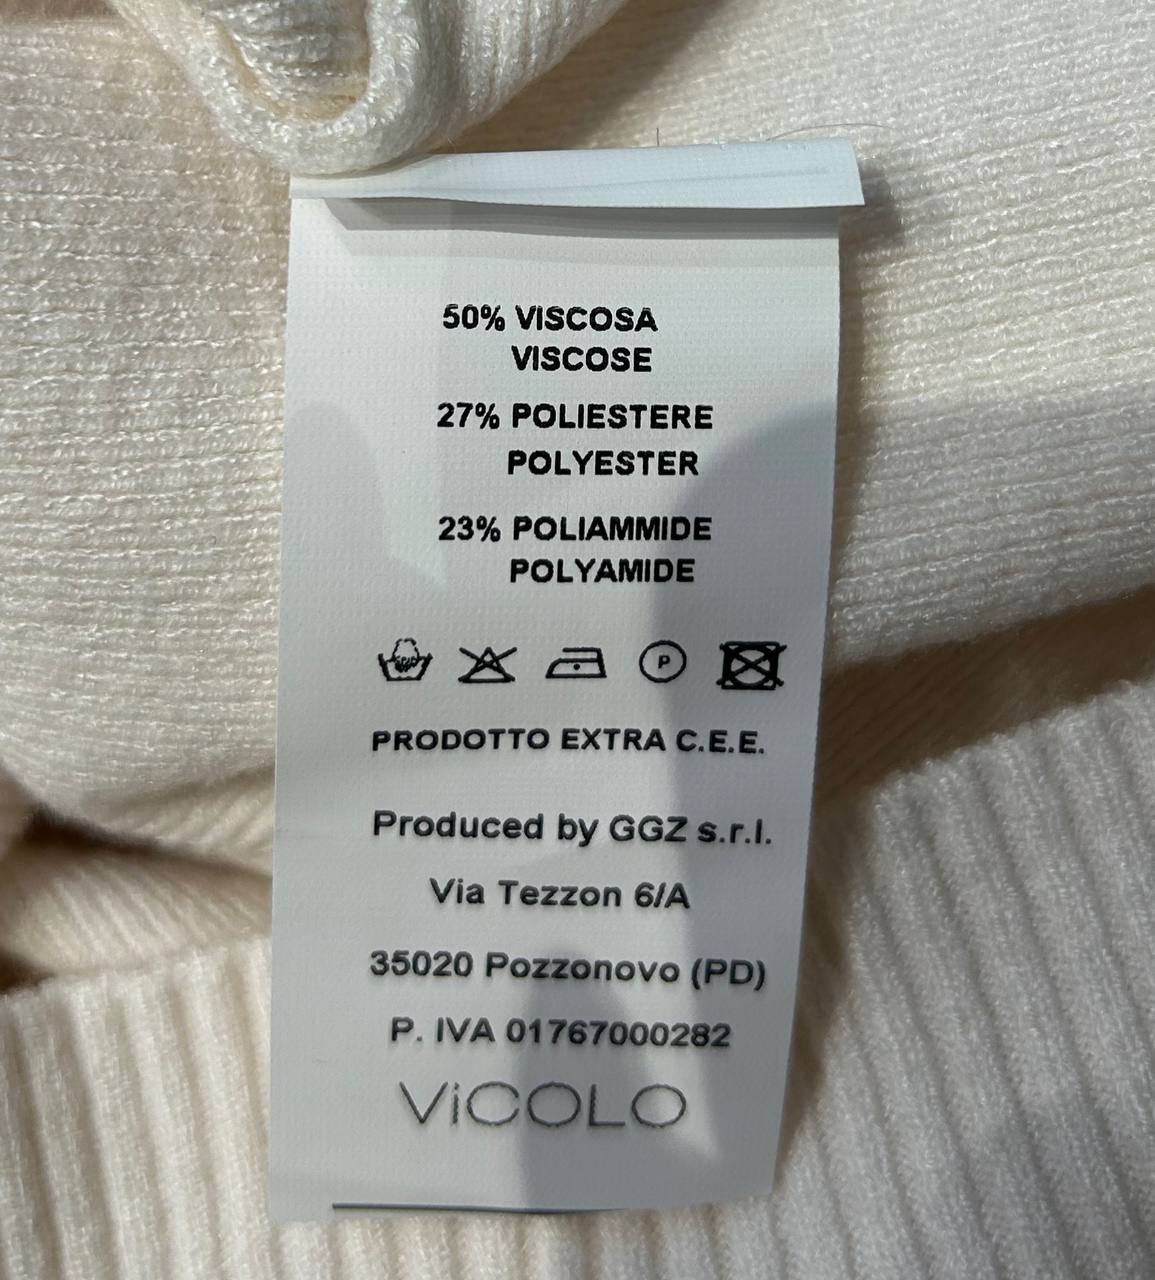 50% VISCOSA
VISCOSE
27% POLIESTERE
POLYESTER
23% POLIAMMIDE
POLYAMIDE
P
PRODOTTO EXTRA C.E.E.
Produced by GGZ s.r.l.
Via Tezzon 6/A
35020 Pozzonovo (PD)
P. IVA 01767000282
ViCOLO